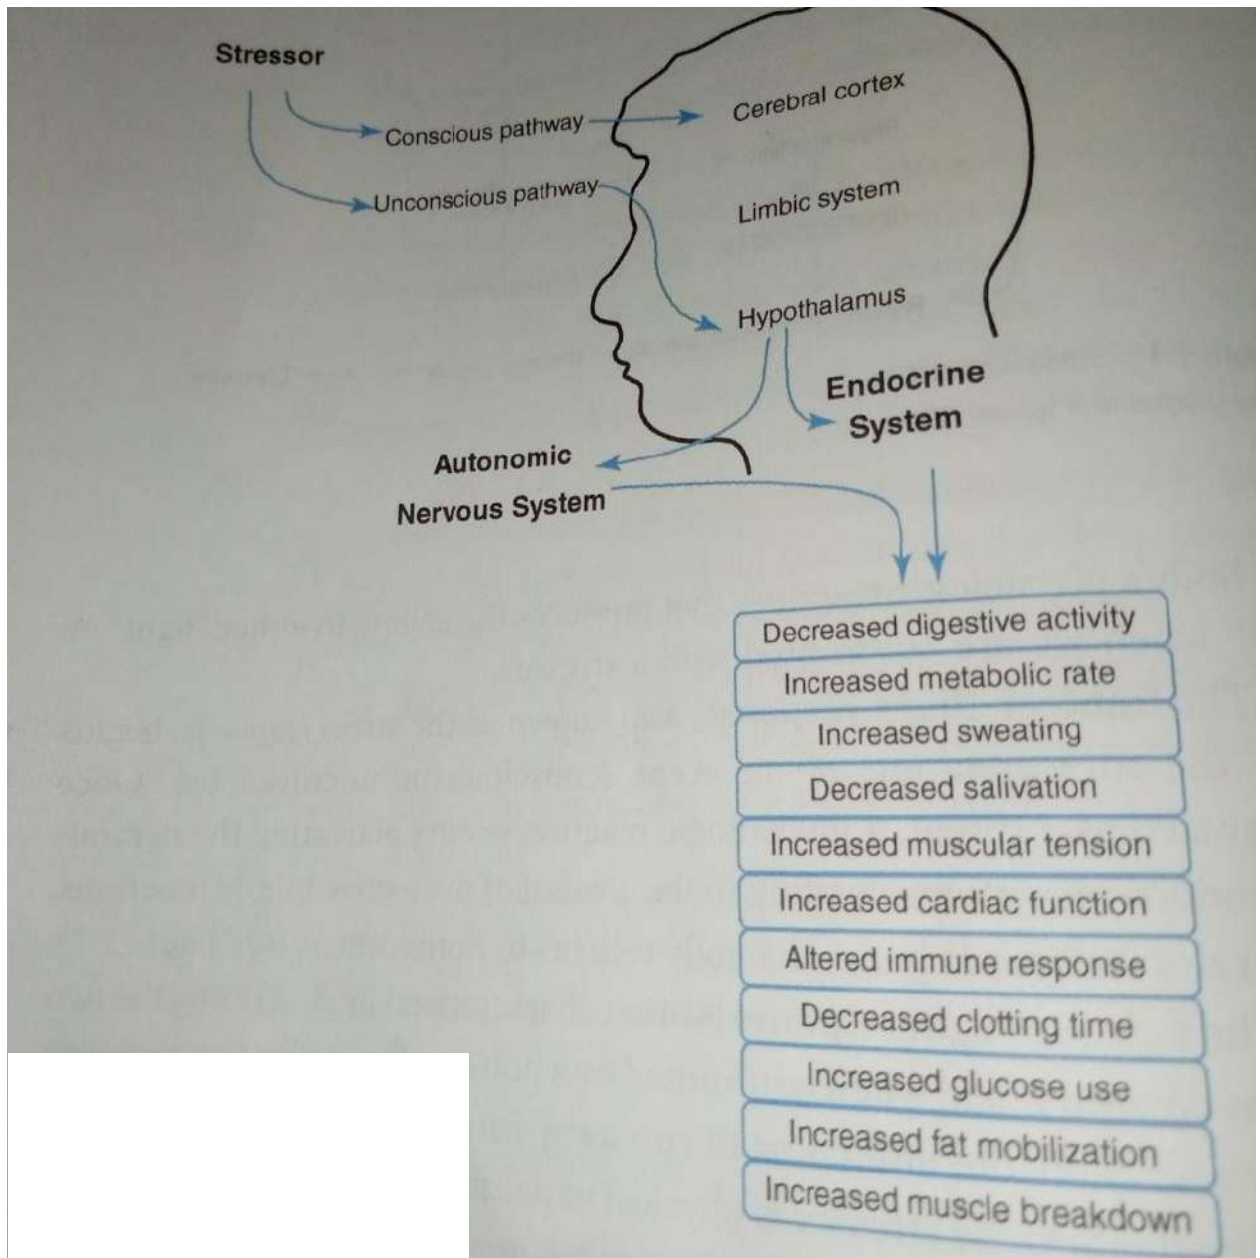 Stressor
Conscious pathway
Cerebral cortex
Unconscious pathway
Limbic system
Hypothalamus
Endocrine
System
Autonomic
Nervous System
Decreased digestive activity
Increased metabolic rate
Increased sweating
Decreased salivation
Increased muscular tension
Increased cardiac function
Altered immune response
Decreased clotting time
Increased glucose use
Increased fat mobilization
Increased muscle breakdown